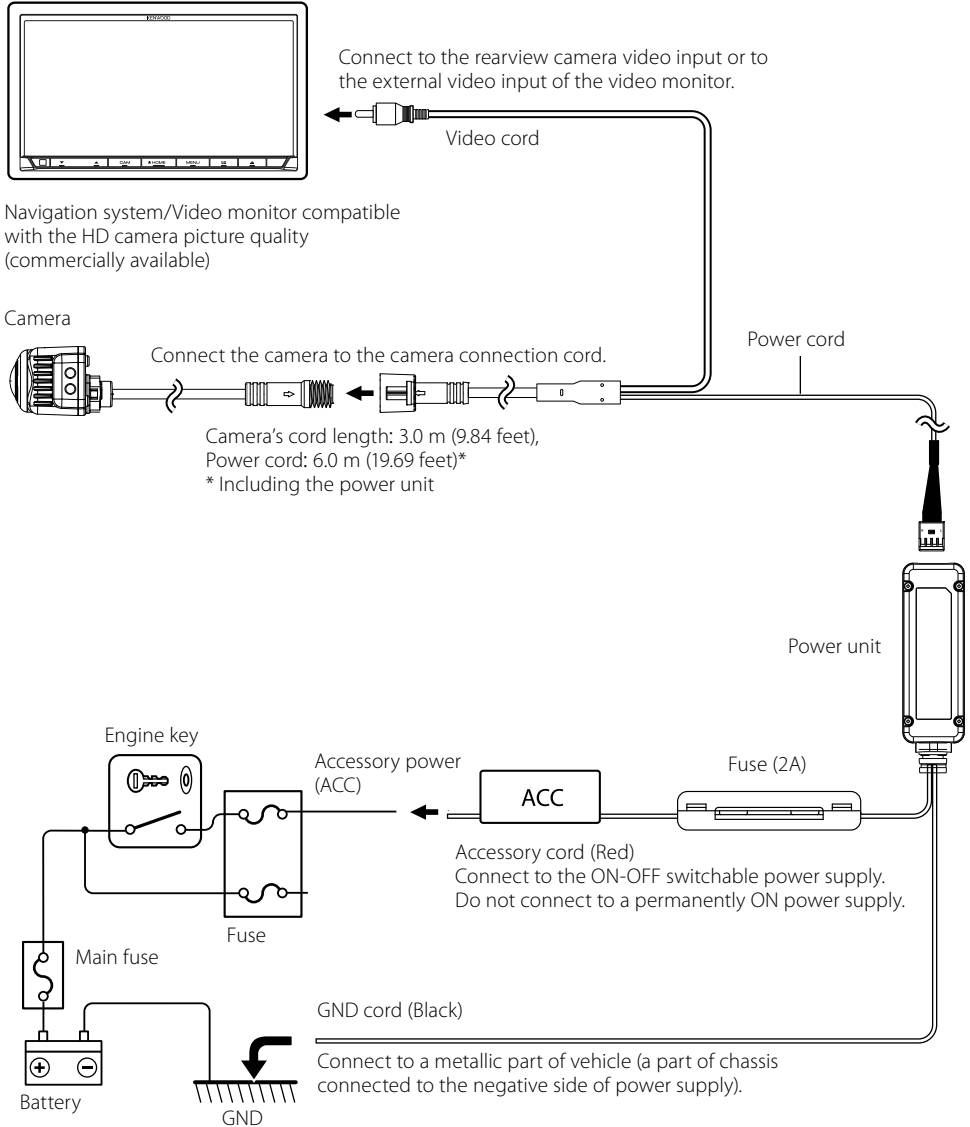 KENWOOD
Connect to the rearview camera video input or to
the external video input of the video monitor.
Video cord
CAM
HOME
MENU
Navigation system/Video monitor compatible
with the HD camera picture quality
(commercially available)
Camera
Connect the camera to the camera connection cord.
Power cord
Camera's cord length: 3.0 m (9.84 feet),
Power cord: 6.0 m (19.69 feet)*
* Including the power unit
Power unit
Engine key
Accessory power
(ACC)
Fuse (2A)
ACC
Accessory cord (Red)
Connect to the ON-OFF switchable power supply.
Do not connect to a permanently ON power supply.
Fuse
Main fuse
GND cord (Black)
Connect to a metallic part of vehicle (a part of chassis
connected to the negative side of power supply).
Battery
GND